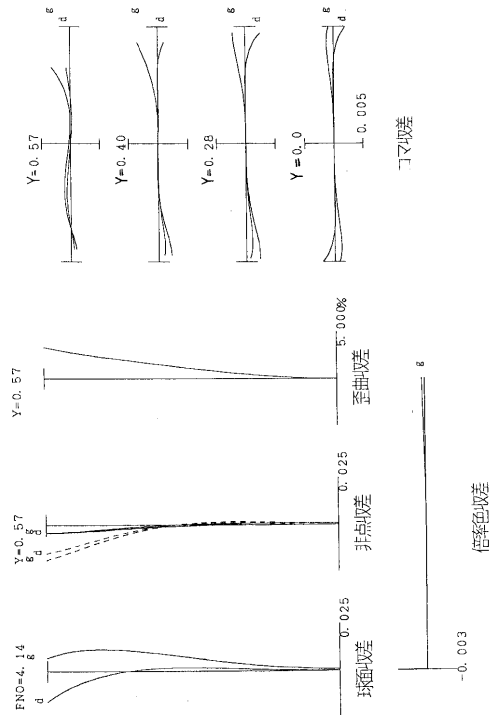 FNO=4.14
d
g
0.025
球面収差
Y=0.57
g
d
g
d
0.025
非点収差
Y=0.57
5.000%
歪曲収差
Y=0.57
g
d
Y=0.40
g
d
Y=0.28
g
d
Y=0.0
g
d
0.005
コマ収差
g
-0.003
倍率色収差